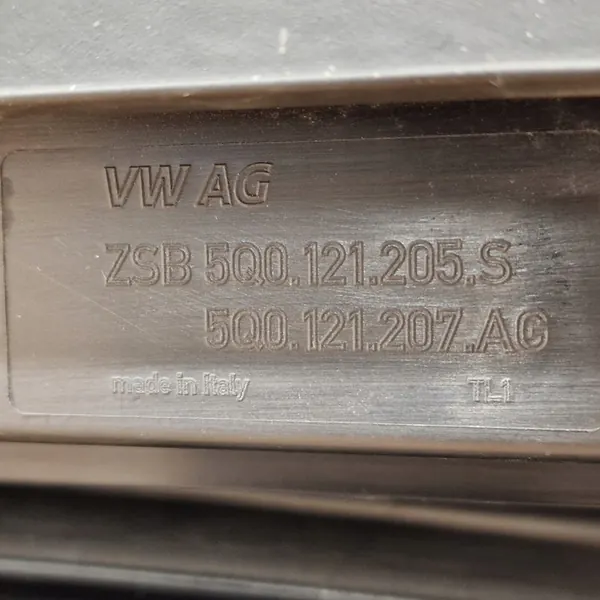 VW AG
ZSB 5Q0.121.205.S
5Q0.121.207.AG
made in Italy TL1